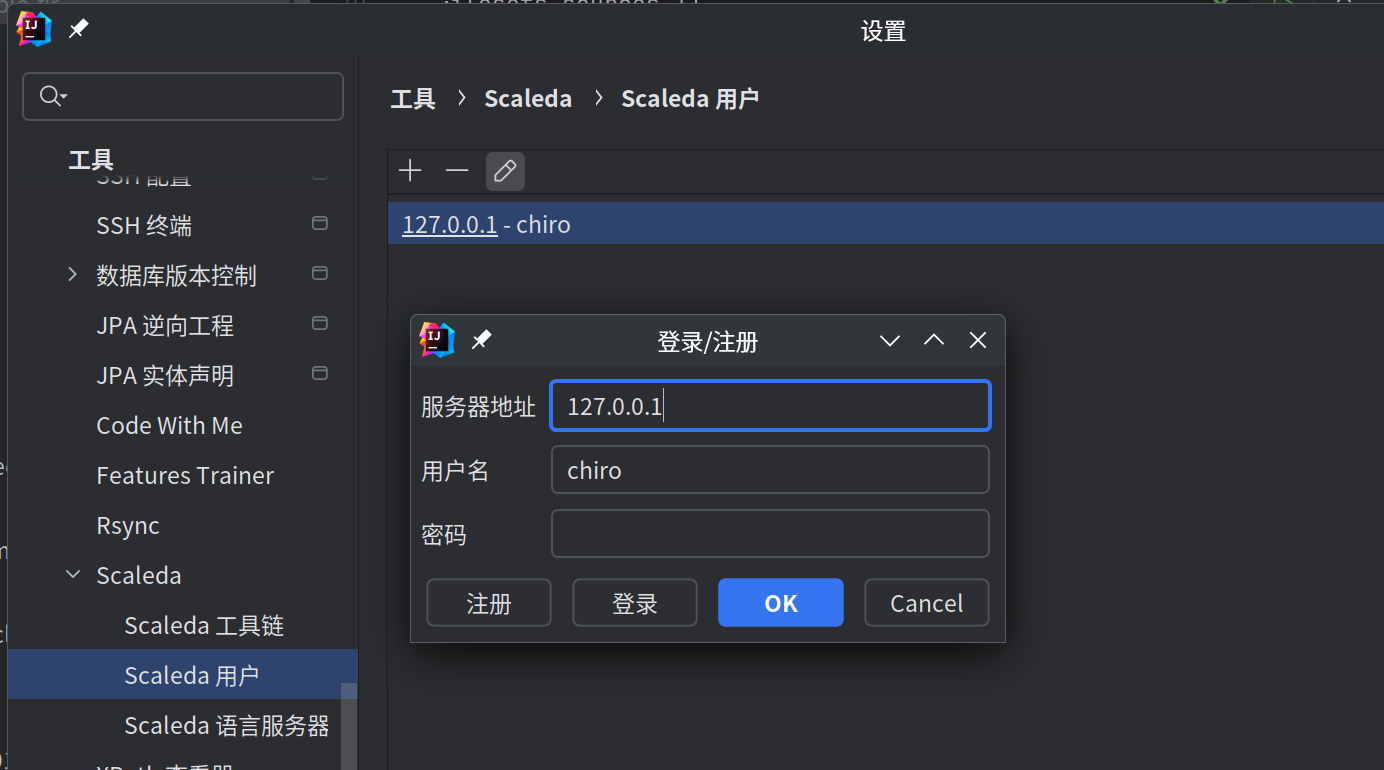 设置
工具
SSH 配置
SSH 终端
数据库版本控制
JPA 逆向工程
JPA 实体声明
Code With Me
Features Trainer
Rsync
Scaleda
Scaleda 工具链
Scaleda 用户
Scaleda 语言服务器
工具 › Scaleda › Scaleda 用户
127.0.0.1 - chiro
登录/注册
服务器地址 127.0.0.1
用户名 chiro
密码
注册 登录 OK Cancel